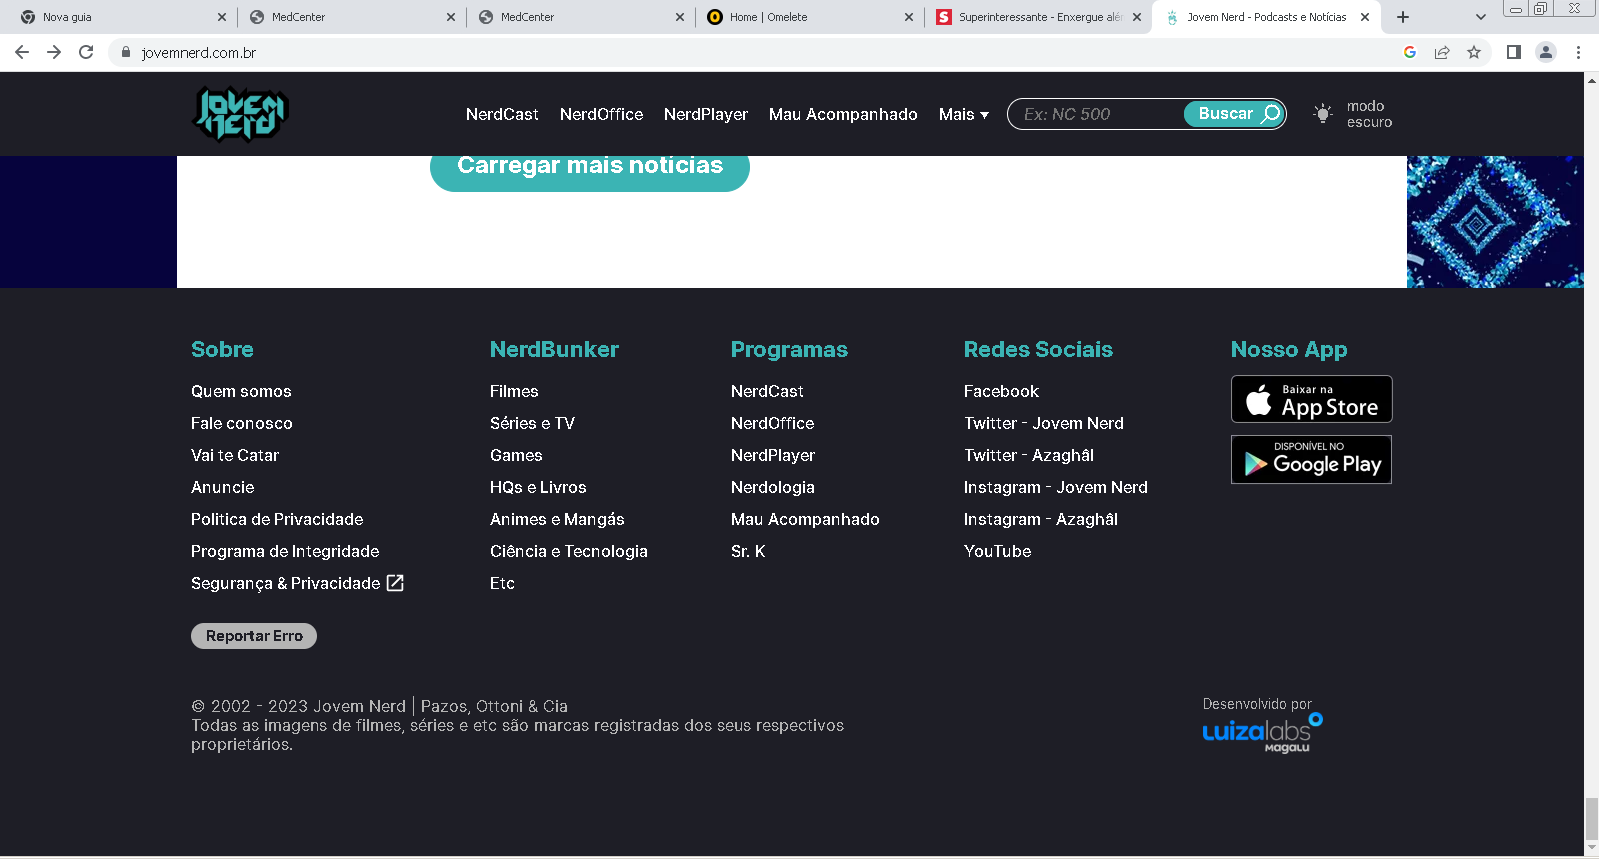 Nova guia
MedCenter
MedCenter
Home | Omelete
Superinteressante - Enxergue alé
Jovem Nerd - Podcasts e Notícias
jovemnerd.com.br
JOVEM NERD
NerdCast
NerdOffice
NerdPlayer
Mau Acompanhado
Mais
Ex: NC 500
Buscar
modo
escuro
Carregar mais notícias
Sobre
Quem somos
Fale conosco
Vai te Catar
Anuncie
Politica de Privacidade
Programa de Integridade
Segurança & Privacidade
Reportar Erro
NerdBunker
Filmes
Séries e TV
Games
HQs e Livros
Animes e Mangás
Ciência e Tecnologia
Etc
Programas
NerdCast
NerdOffice
NerdPlayer
Nerdologia
Mau Acompanhado
Sr. K
Redes Sociais
Facebook
Twitter - Jovem Nerd
Twitter - Azaghâl
Instagram - Jovem Nerd
Instagram - Azaghâl
YouTube
Nosso App
Baixar na
App Store
DISPONÍVEL NO
Google Play
© 2002 - 2023 Jovem Nerd | Pazos, Ottoni & Cia
Todas as imagens de filmes, séries e etc são marcas registradas dos seus respectivos
proprietários.
Desenvolvido por
Luizalabs
Magalu